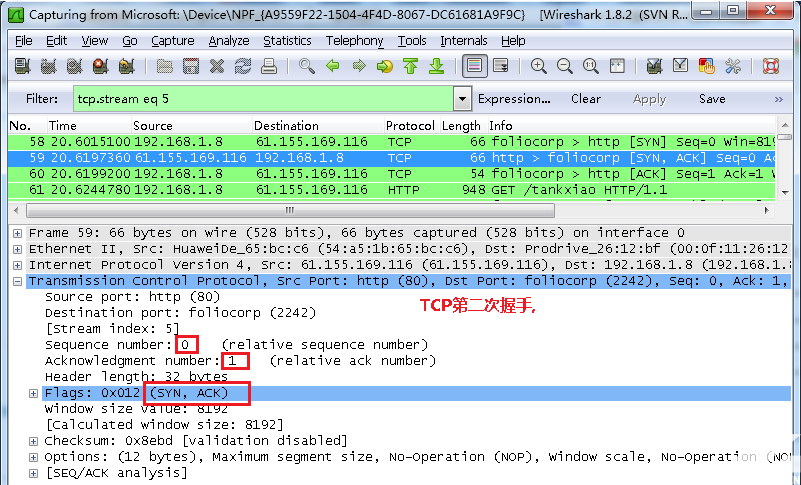 Capturing from Microsoft: \Device\NPF_{A9559F22-1504-4F4D-8067-DC61681A9F9C} [Wireshark 1.8.2 (SVN R...
File Edit View Go Capture Analyze Statistics Telephony Tools Internals Help
Filter: tcp.stream eq 5 Expression... Clear Apply Save »
No. Time Source Destination Protocol Length Info
58 20.6015100 192.168.1.8 61.155.169.116 TCP 66 foliocorp > http [SYN] Seq=0 Win=819
59 20.6197360 61.155.169.116 192.168.1.8 TCP 66 http > foliocorp [SYN, ACK] Seq=0 Ac
60 20.6199200 192.168.1.8 61.155.169.116 TCP 54 foliocorp > http [ACK] Seq=1 Ack=1 W
61 20.6244780 192.168.1.8 61.155.169.116 HTTP 948 GET /tankxiao HTTP/1.1
Frame 59: 66 bytes on wire (528 bits), 66 bytes captured (528 bits) on interface 0
Ethernet II, Src: HuaweiDe_65:bc:c6 (54:a5:1b:65:bc:c6), Dst: Prodrive_26:12:bf (00:0f:11:26:12
Internet Protocol Version 4, Src: 61.155.169.116 (61.155.169.116), Dst: 192.168.1.8 (192.168.1.
Transmission Control Protocol, Src Port: http (80), Dst Port: foliocorp (2242), Seq: 0, Ack: 1,
Source port: http (80)
TCP第二次握手,
Destination port: foliocorp (2242)
[Stream index: 5]
Sequence number: 0 (relative sequence number)
Acknowledgment number: 1 (relative ack number)
Header length: 32 bytes
Flags: 0x012 (SYN, ACK)
Window size value: 8192
[Calculated window size: 8192]
Checksum: 0x8ebd [validation disabled]
Options: (12 bytes), Maximum segment size, No-Operation (NOP), Window scale, No-Operation (NO
[SEQ/ACK analysis]